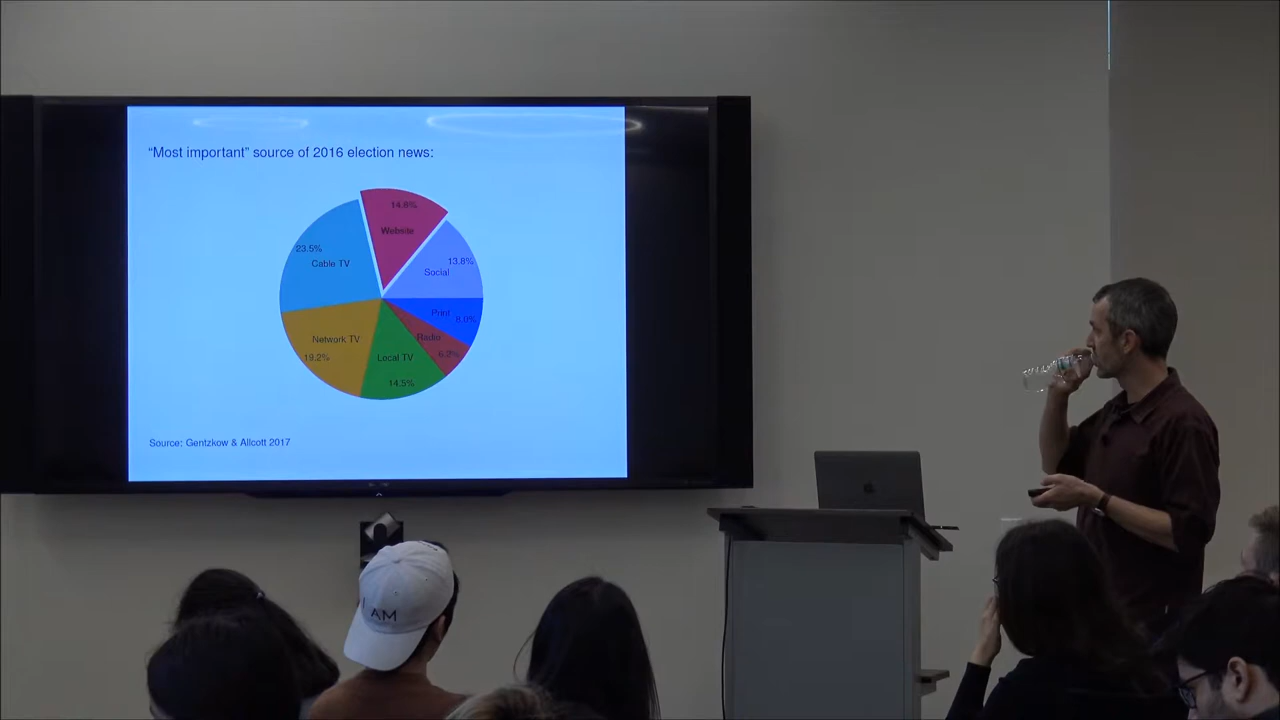 “Most important” source of 2016 election news:
14.8%
Website
23.5%
Cable TV
13.8%
Social
Print
8.0%
Radio
6.2%
Network TV
19.2%
Local TV
14.5%
Source: Gentzkow & Allcott 2017
I AM